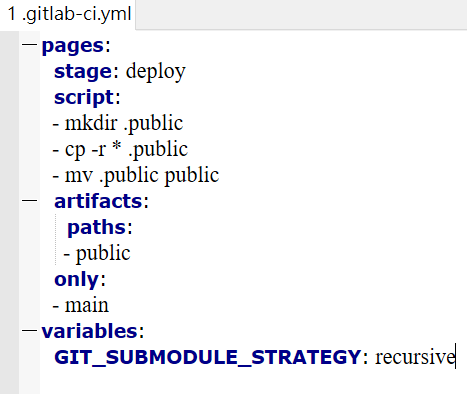 1 .gitlab-ci.yml
pages:
stage: deploy
script:
- mkdir .public
- cp -r * .public
- mv .public public
artifacts:
paths:
- public
only:
- main
variables:
GIT_SUBMODULE_STRATEGY: recursive